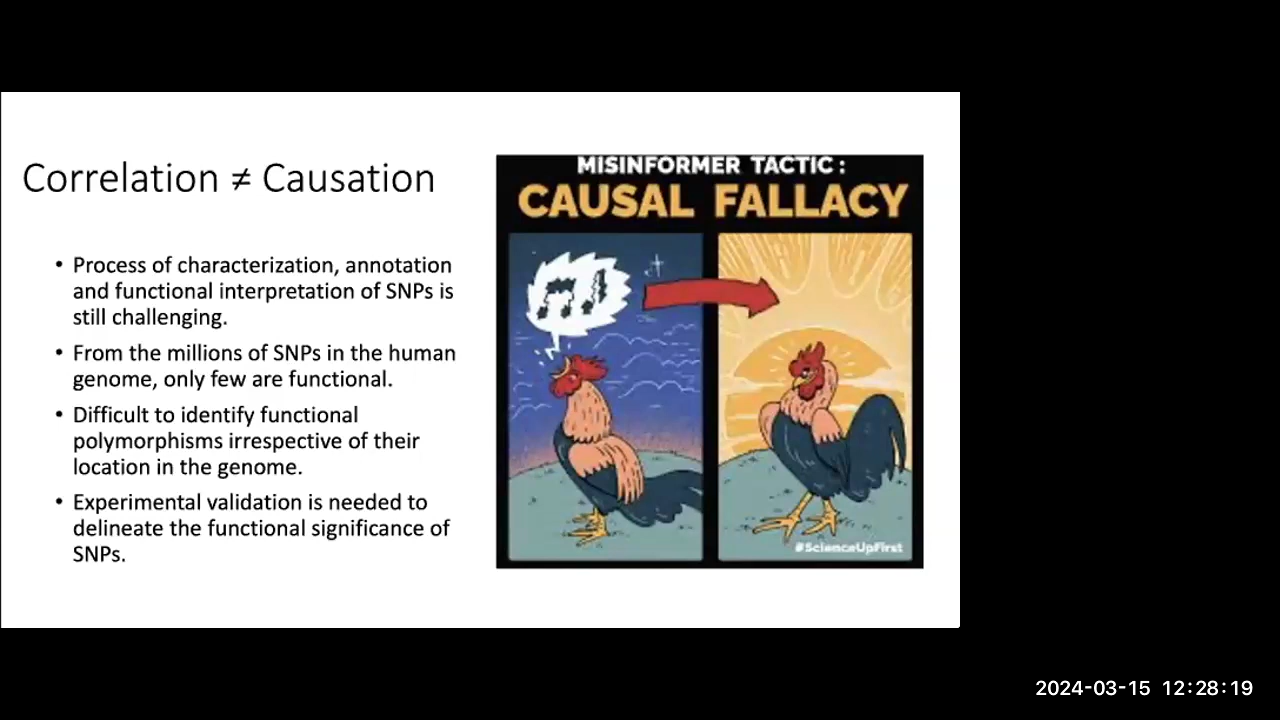 Correlation ≠ Causation
• Process of characterization, annotation
and functional interpretation of SNPs is
still challenging.
• From the millions of SNPs in the human
genome, only few are functional.
• Difficult to identify functional
polymorphisms irrespective of their
location in the genome.
• Experimental validation is needed to
delineate the functional significance of
SNPs.
MISINFORMER TACTIC :
CAUSAL FALLACY
#ScienceUpFirst
2024-03-15 12:28:19